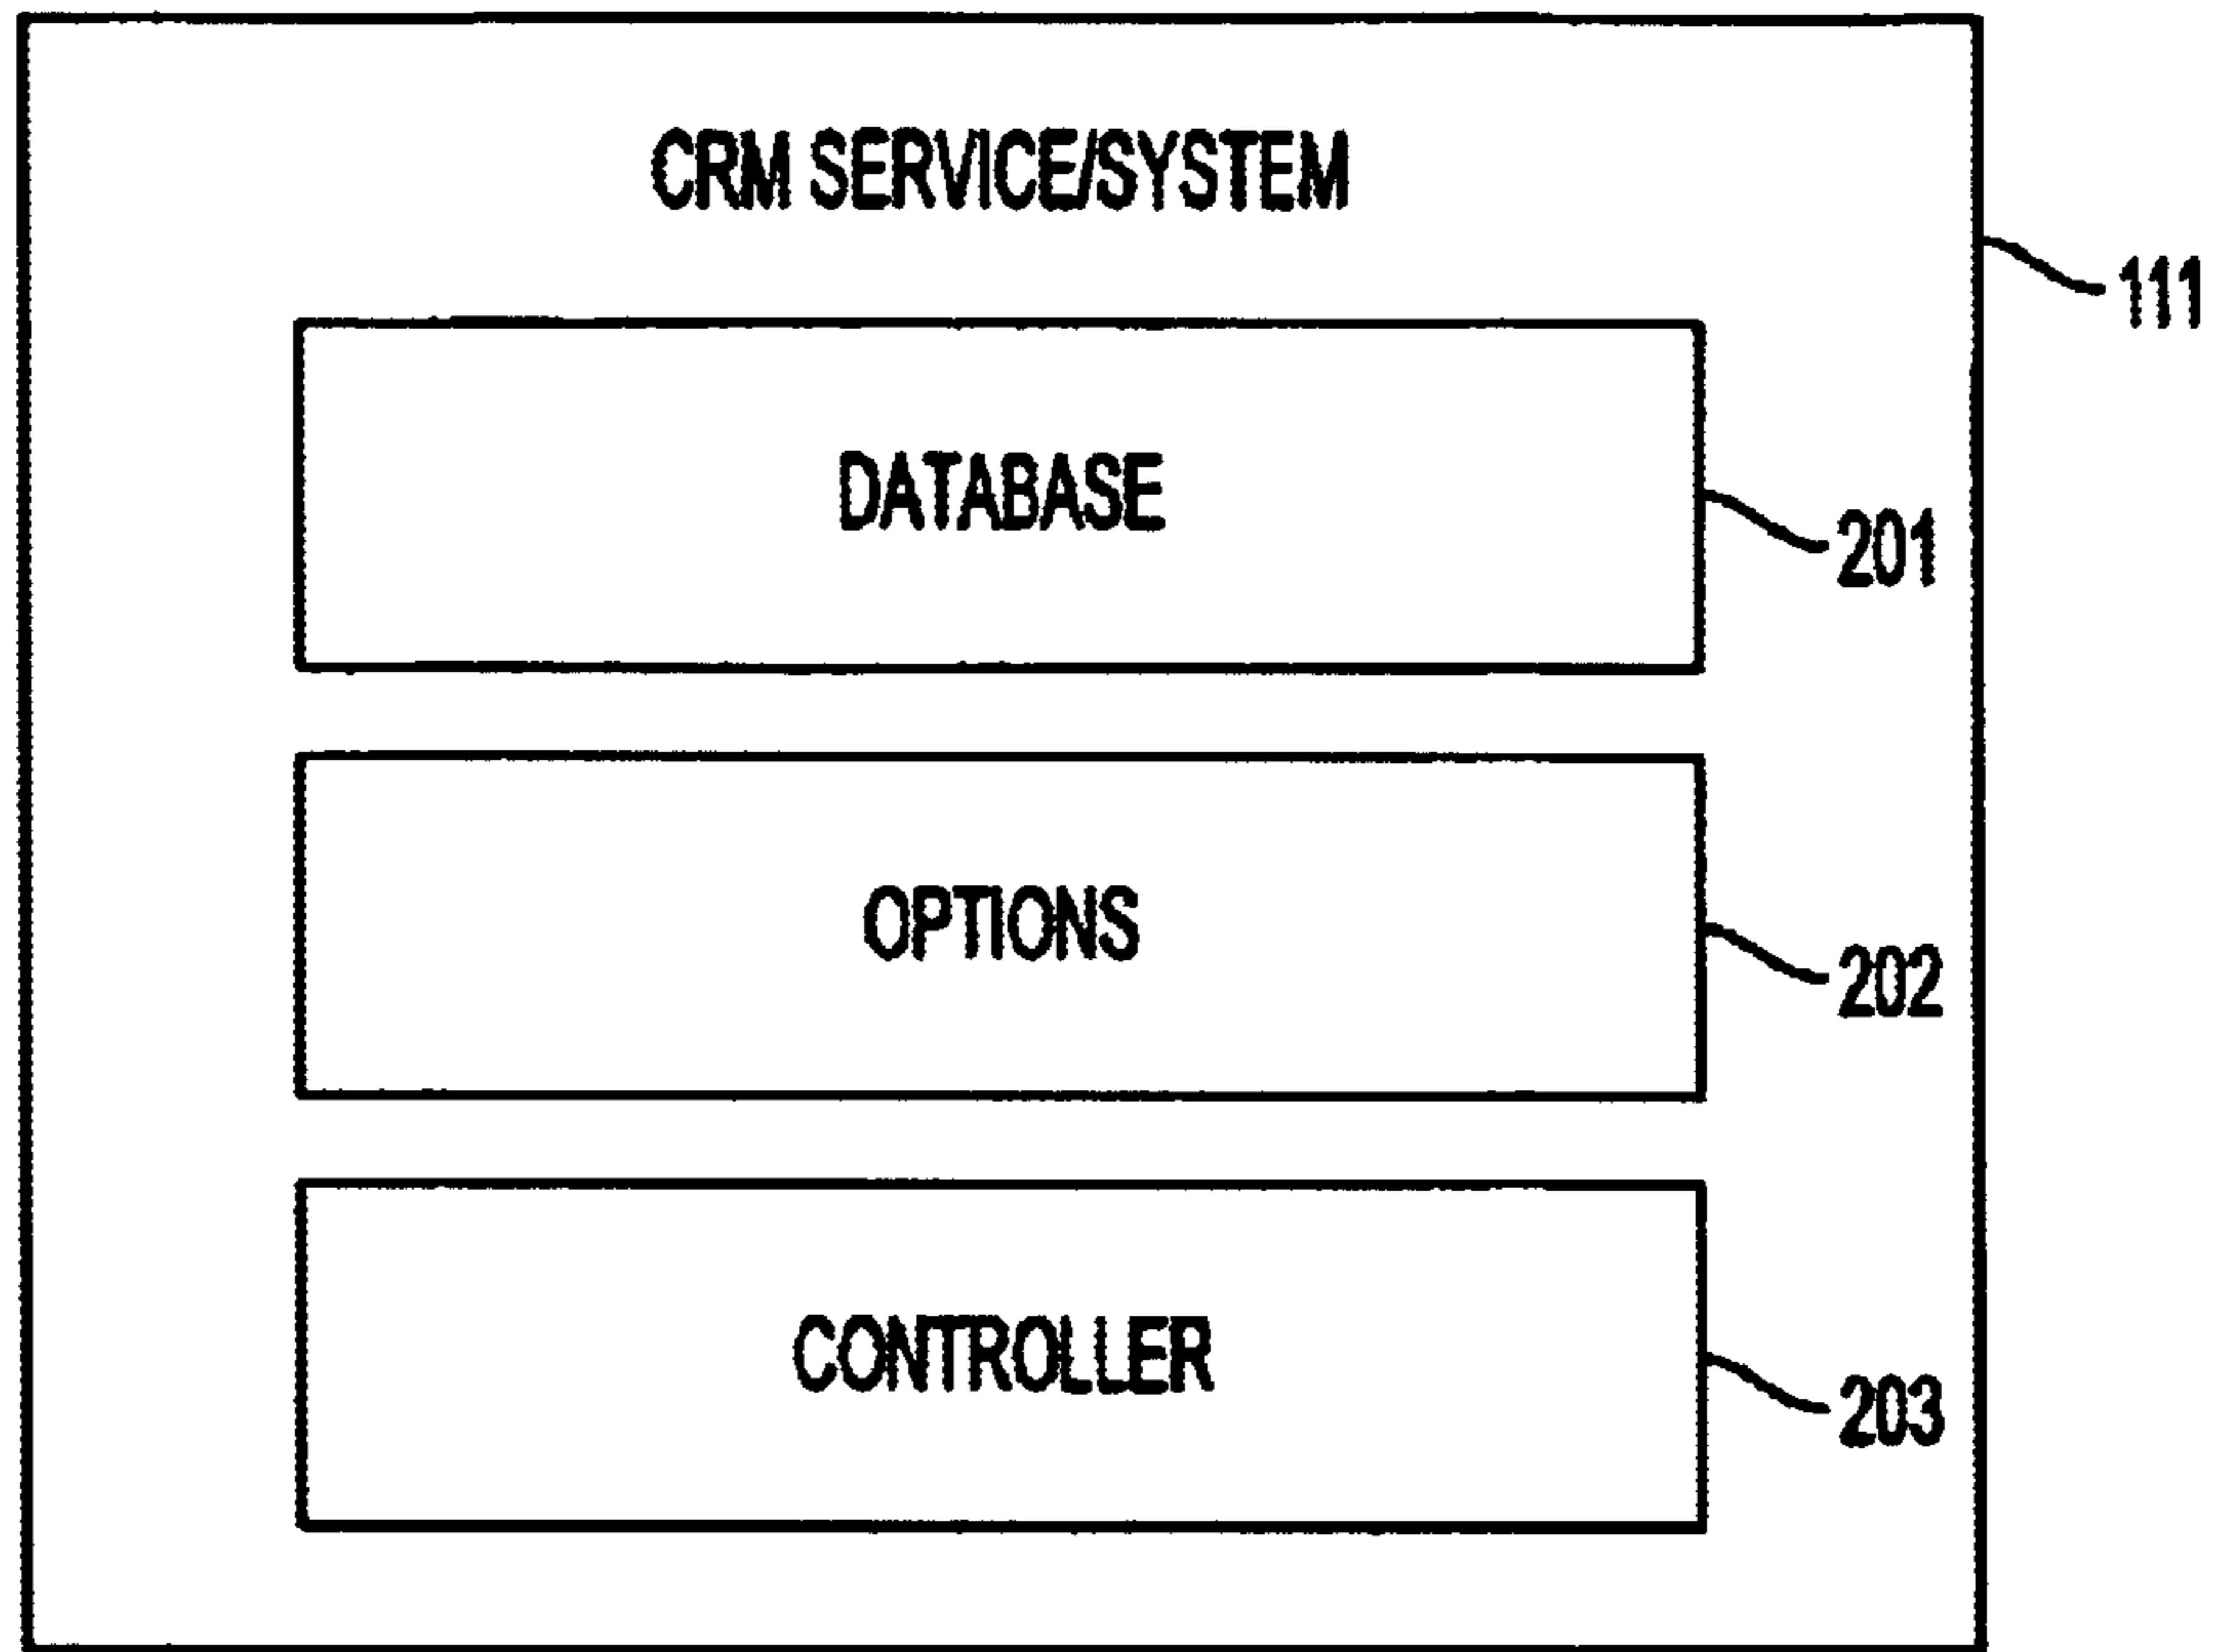 CRM SERVICE/SYSTEM
111
DATABASE
201
OPTIONS
202
CONTROLLER
203